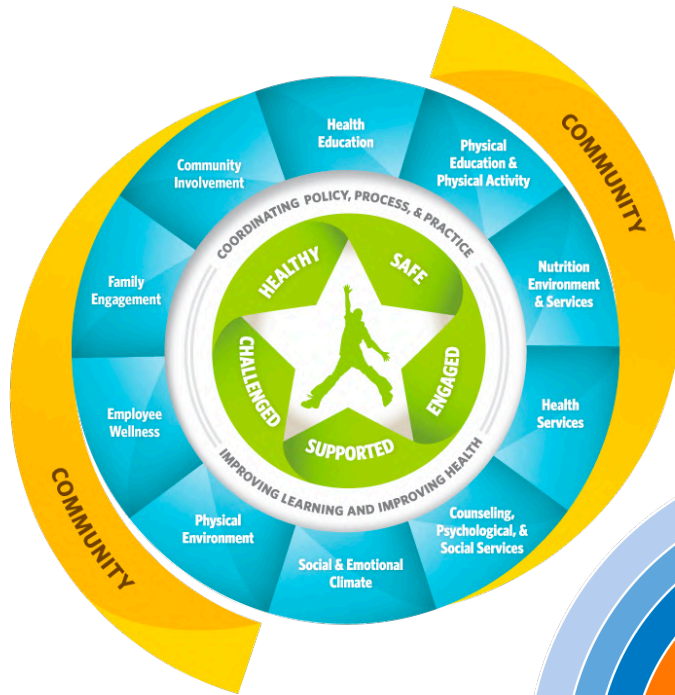 COMMUNITY
Health
Education
Physical
Education &
Physical Activity
Nutrition
Environment
& Services
Health
Services
Counseling,
Psychological, &
Social Services
Social & Emotional
Climate
Physical
Environment
Employee
Wellness
Family
Engagement
Community
Involvement
COORDINATING POLICY, PROCESS, & PRACTICE
IMPROVING LEARNING AND IMPROVING HEALTH
HEALTHY
SAFE
ENGAGED
SUPPORTED
CHALLENGED
COMMUNITY